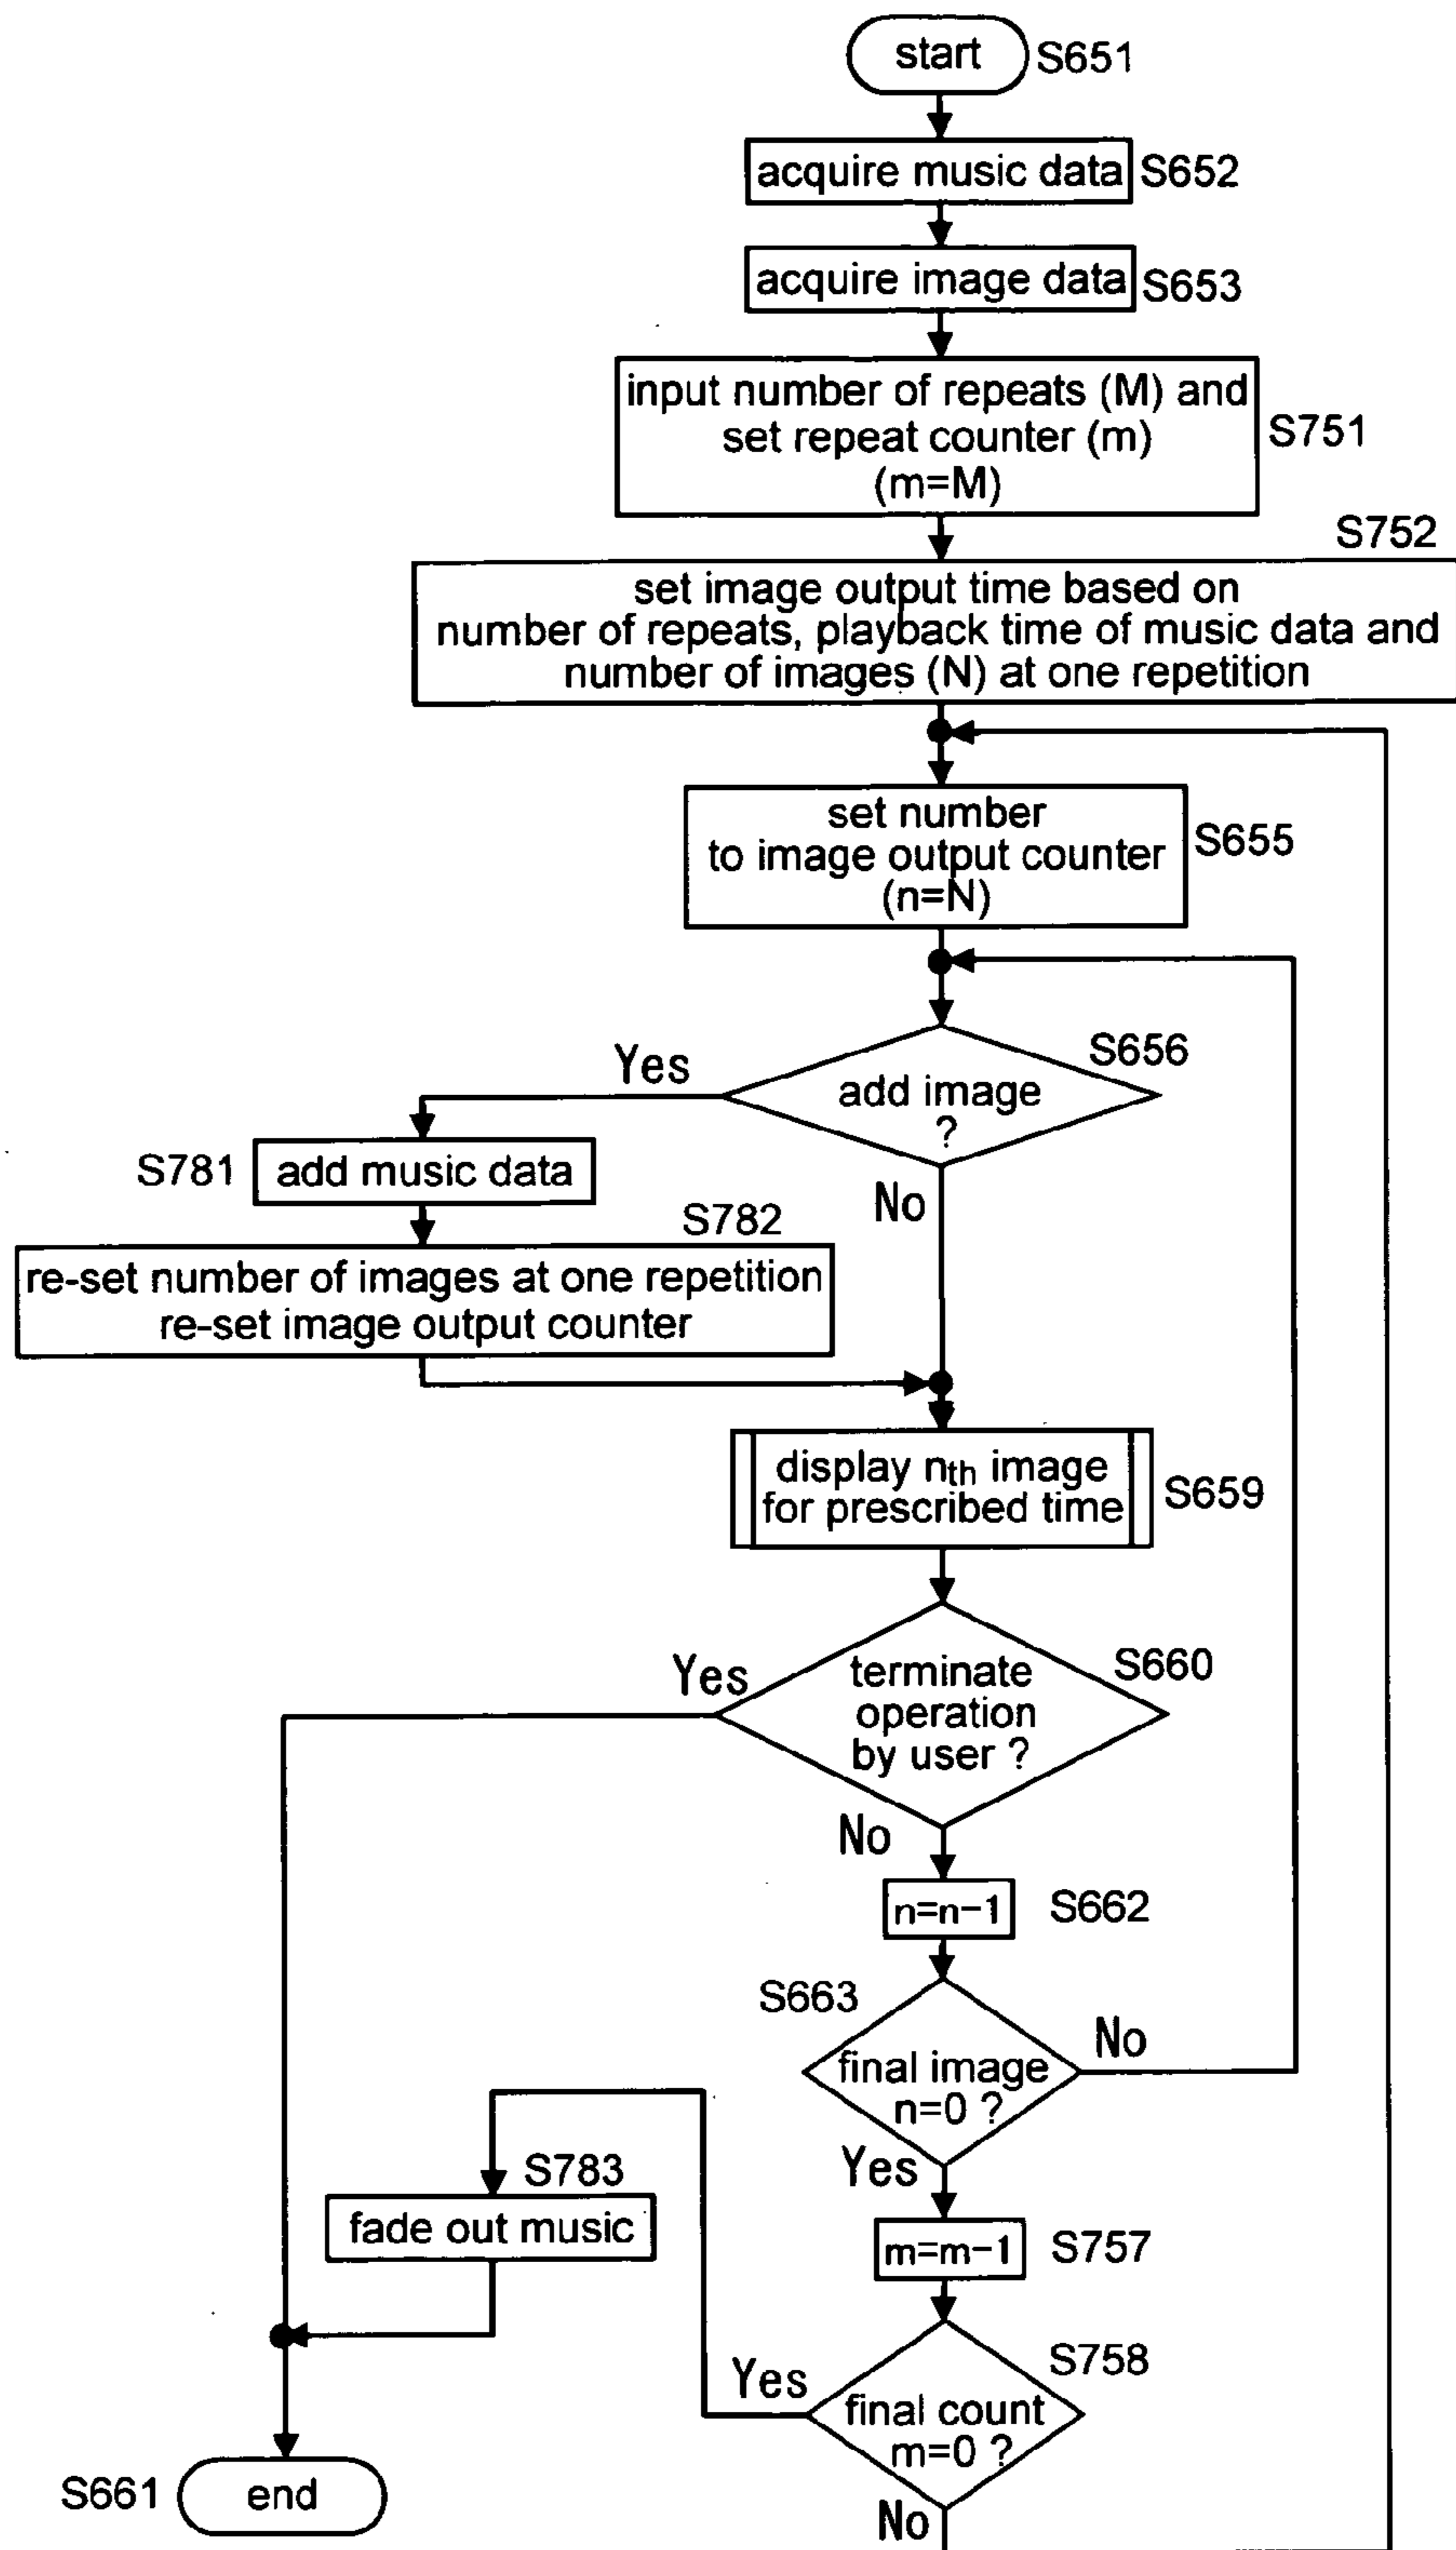 start
S651
acquire music data
S652
acquire image data
S653
input number of repeats (M) and
set repeat counter (m)
(m=M)
S751
S752
set image output time based on
number of repeats, playback time of music data and
number of images (N) at one repetition
set number
to image output counter
(n=N)
S655
S656
Yes
add image
?
S781
add music data
No
S782
re-set number of images at one repetition
re-set image output counter
display nth image
for prescribed time
S659
Yes
terminate
operation
by user ?
S660
No
n=n-1
S662
S663
No
final image
n=0 ?
Yes
S783
fade out music
m=m-1
S757
S758
Yes
final count
m=0 ?
S661
end
No